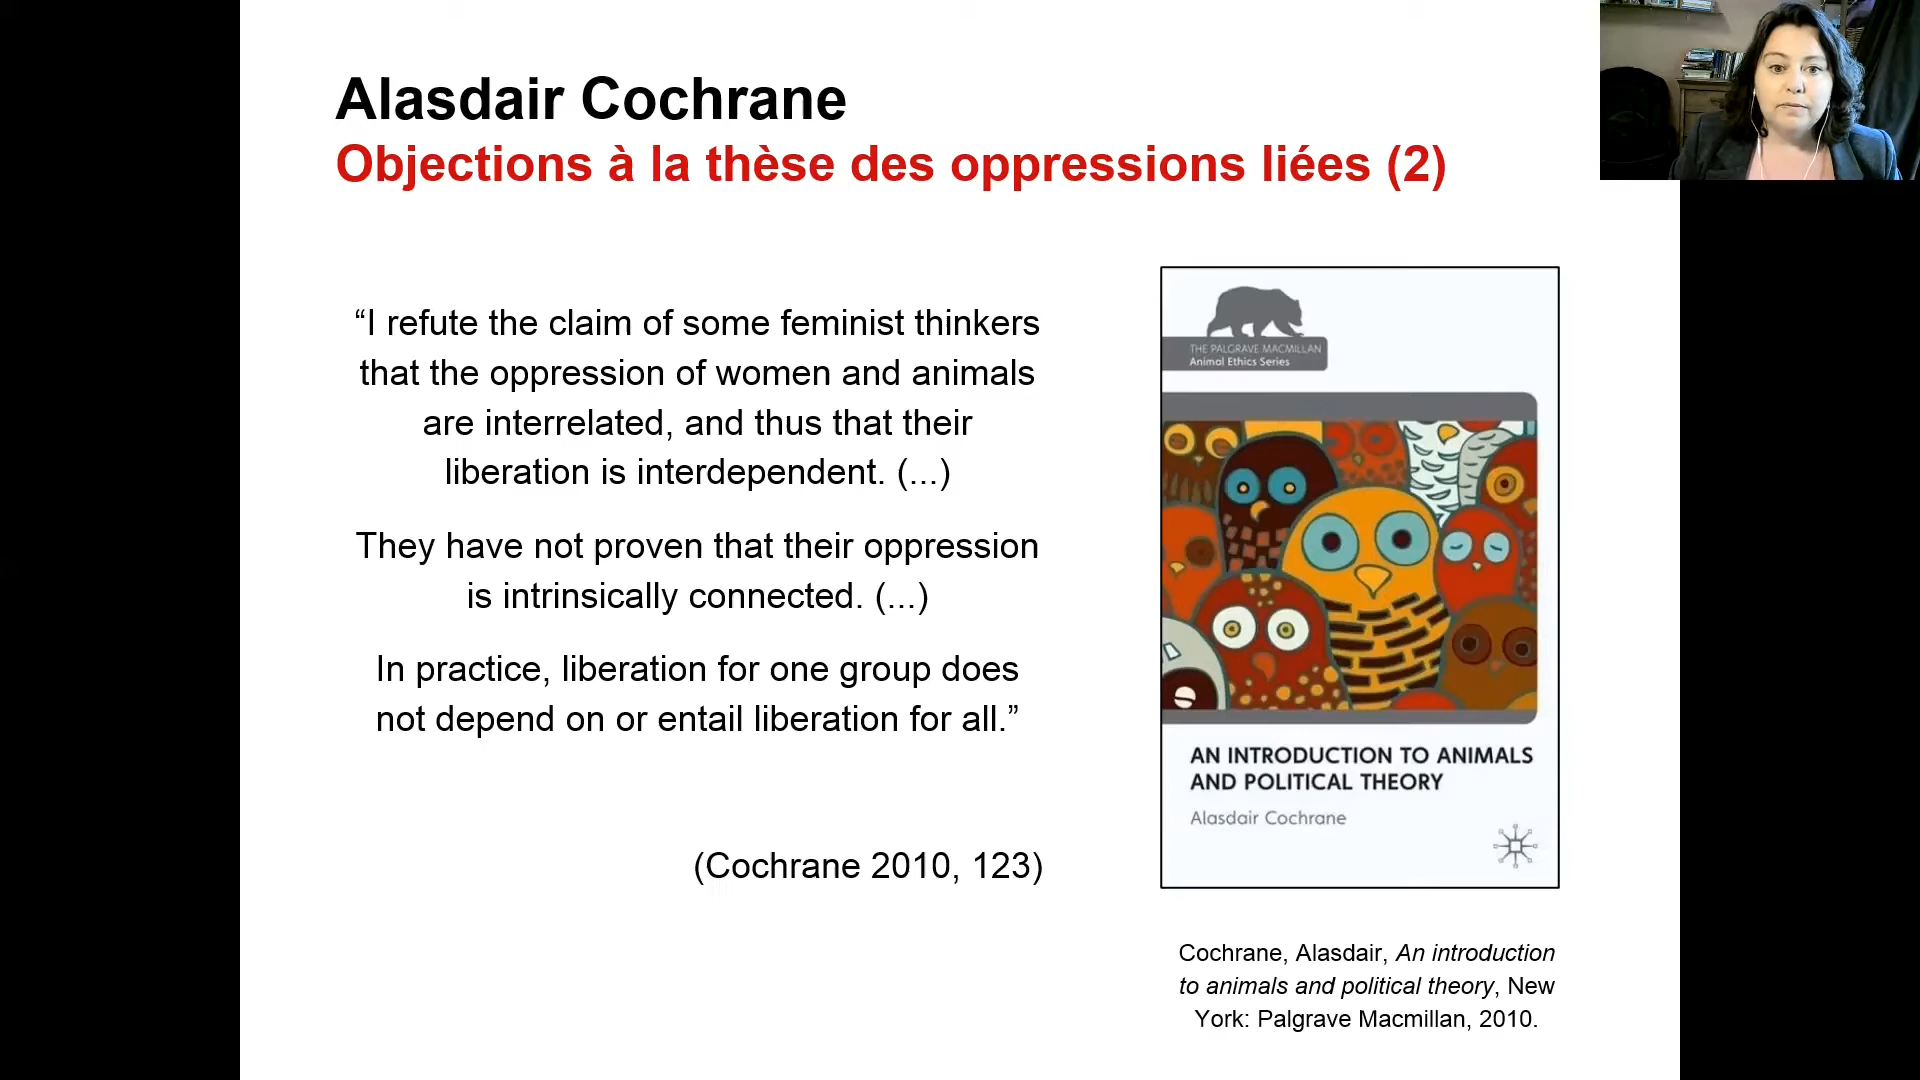 Alasdair Cochrane
Objections à la thèse des oppressions liées (2)
“I refute the claim of some feminist thinkers
that the oppression of women and animals
are interrelated, and thus that their
liberation is interdependent. (...)
They have not proven that their oppression
is intrinsically connected. (...)
In practice, liberation for one group does
not depend on or entail liberation for all.”
(Cochrane 2010, 123)
THE PALGRAVE MACMILLAN
Animal Ethics Series
AN INTRODUCTION TO ANIMALS
AND POLITICAL THEORY
Alasdair Cochrane
Cochrane, Alasdair, An introduction
to animals and political theory, New
York: Palgrave Macmillan, 2010.